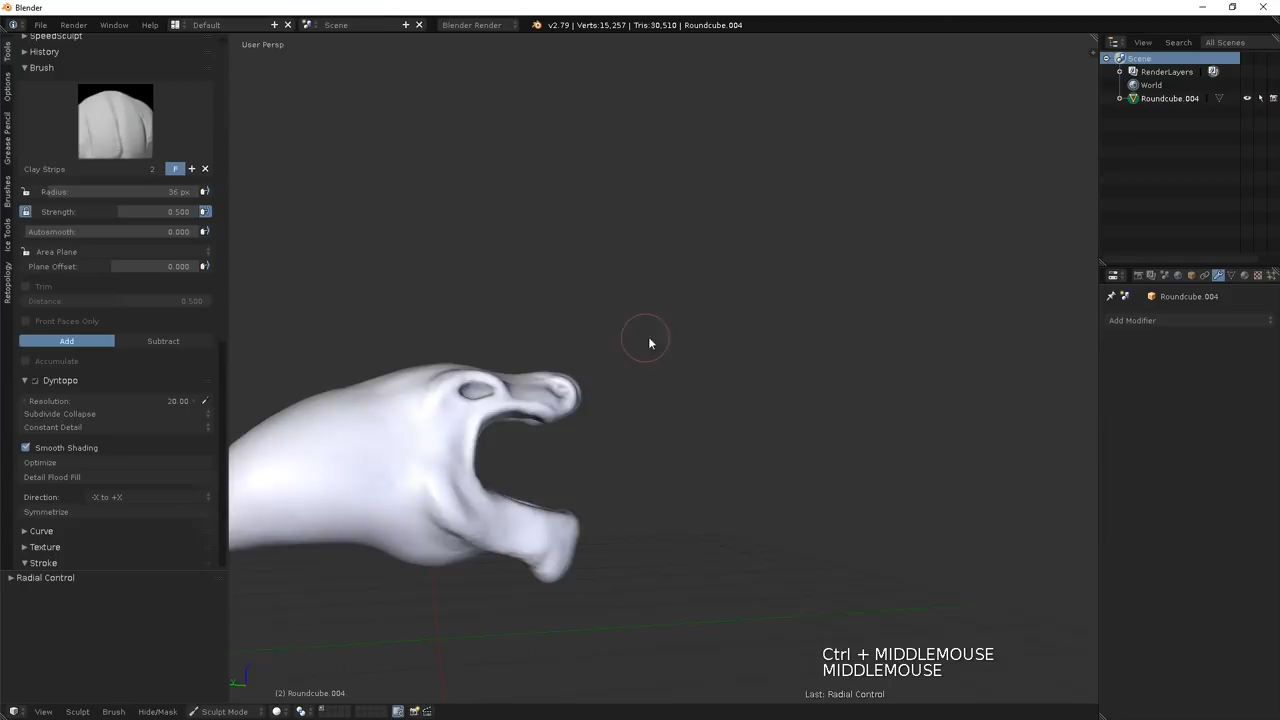 Blender
File Render Window Help Default Scene Blender Render v2.79 | Verts:15,257 | Tris:30,510 | Roundcube.004
SpeedSculpt
History
Brush
Clay Strips 2 F
Radius: 36 px
Strength: 0.500
Autosmooth: 0.000
Area Plane
Plane Offset: 0.000
Trim
Distance: 0.500
Front Faces Only
Add Subtract
Accumulate
Dyntopo
Resolution: 20.00
Subdivide Collapse
Constant Detail
Smooth Shading
Optimize
Detail Flood Fill
Direction: -X to +X
Symmetrize
Curve
Texture
Stroke
Radial Control
Tools
Options
Grease Pencil
Brushes
Ice Tools
Retopology
User Persp
Ctrl + MIDDLEMOUSE
MIDDLEMOUSE
(2) Roundcube.004
Last: Radial Control
View Sculpt Brush Hide/Mask Sculpt Mode
View Search All Scenes
Scene
RenderLayers
World
Roundcube.004
Roundcube.004
Add Modifier